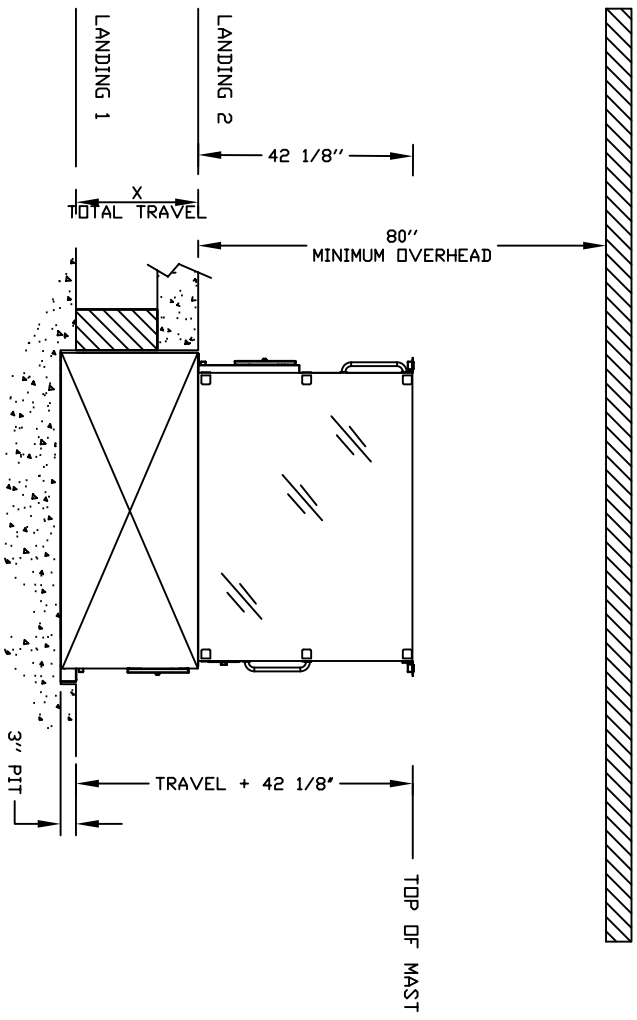 LANDING 2
LANDING 1
42 1/8"
X
TOTAL TRAVEL
80"
MINIMUM OVERHEAD
TRAVEL + 42 1/8"
3" PIT
TOP OF MAST